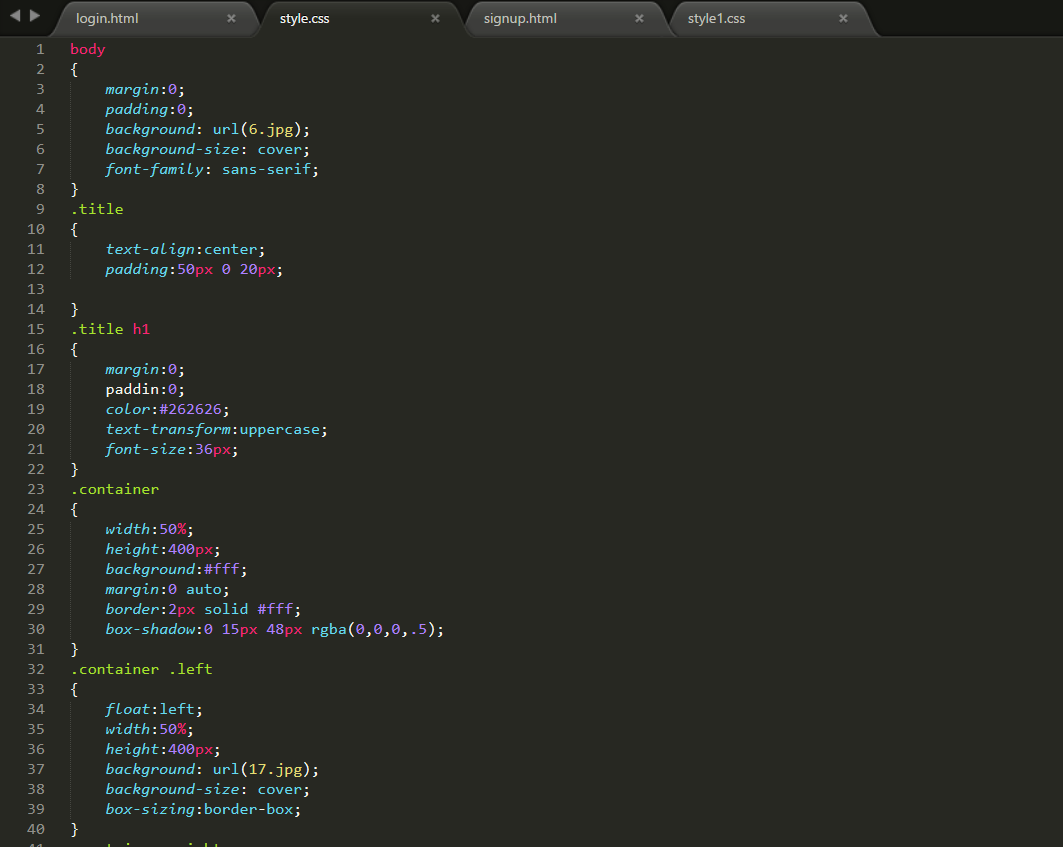 login.html × style.css × signup.html × style1.css ×
1 body
2 {
3 margin:0;
4 padding:0;
5 background: url(6.jpg);
6 background-size: cover;
7 font-family: sans-serif;
8 }
9 .title
10 {
11 text-align:center;
12 padding:50px 0 20px;
13
14 }
15 .title h1
16 {
17 margin:0;
18 paddin:0;
19 color:#262626;
20 text-transform:uppercase;
21 font-size:36px;
22 }
23 .container
24 {
25 width:50%;
26 height:400px;
27 background:#fff;
28 margin:0 auto;
29 border:2px solid #fff;
30 box-shadow:0 15px 48px rgba(0,0,0,.5);
31 }
32 .container .left
33 {
34 float:left;
35 width:50%;
36 height:400px;
37 background: url(17.jpg);
38 background-size: cover;
39 box-sizing:border-box;
40 }